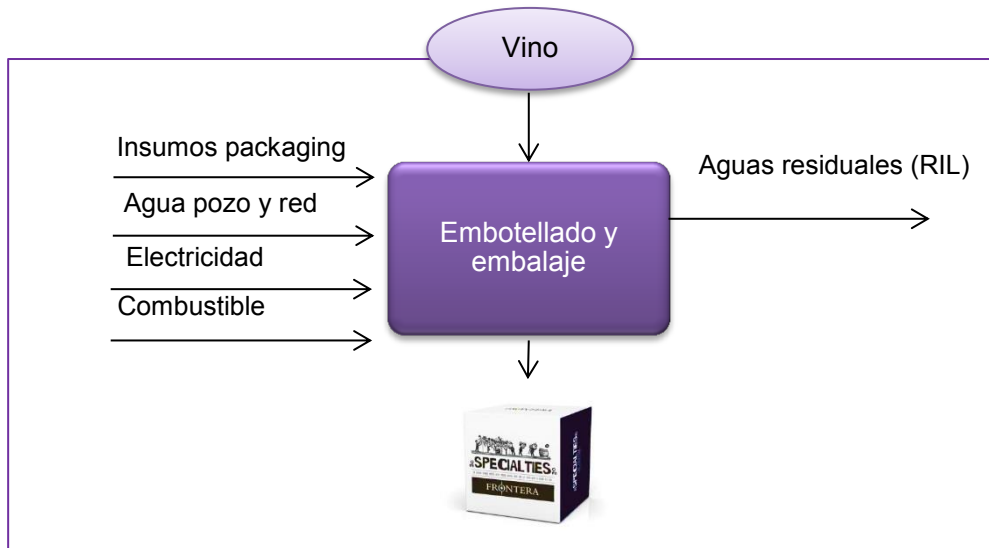 Vino
Insumos packaging
Agua pozo y red
Electricidad
Combustible
Embotellado y
embalaje
Aguas residuales (RIL)
SPECIALTIES
FRONTERA